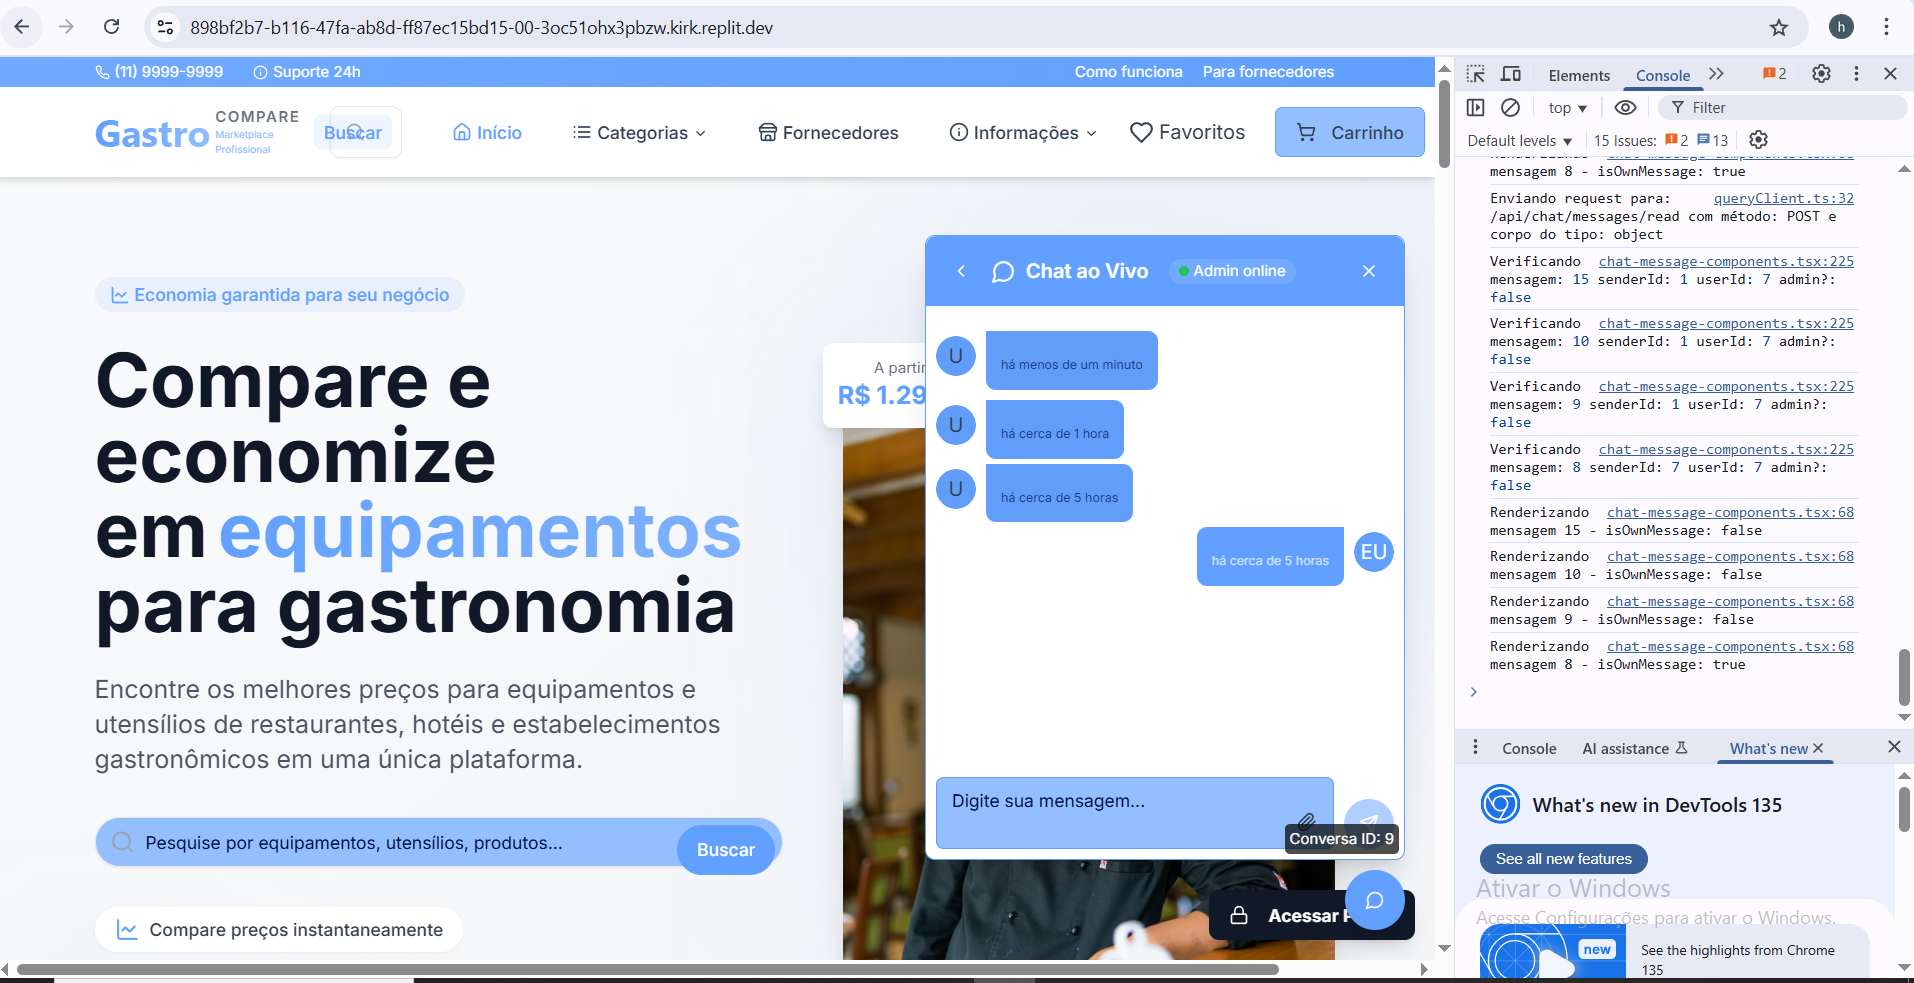 898bf2b7-b116-47fa-ab8d-ff87ec15bd15-00-3oc51ohx3pbzw.kirk.replit.dev
h
(11) 9999-9999
Suporte 24h
Como funciona
Para fornecedores
Gastro
COMPARE
Marketplace
Profissional
Buscar
Início
Categorias
Fornecedores
Informações
Favoritos
Carrinho
Economia garantida para seu negócio
Compare e
economize
em equipamentos
para gastronomia
Encontre os melhores preços para equipamentos e
utensílios de restaurantes, hotéis e estabelecimentos
gastronômicos em uma única plataforma.
Pesquise por equipamentos, utensílios, produtos...
Buscar
Compare preços instantaneamente
A partir
R$ 1.29
Chat ao Vivo
Admin online
U
há menos de um minuto
U
há cerca de 1 hora
U
há cerca de 5 horas
há cerca de 5 horas
EU
Digite sua mensagem...
Conversa ID: 9
Acessar
Elements
Console
2
top
Filter
Default levels
15 Issues:
2
13
mensagem 8 - isOwnMessage: true
Enviando request para: queryClient.ts:32
/api/chat/messages/read com método: POST e
corpo do tipo: object
Verificando chat-message-components.tsx:225
mensagem: 15 senderId: 1 userId: 7 admin?:
false
Verificando chat-message-components.tsx:225
mensagem: 10 senderId: 1 userId: 7 admin?:
false
Verificando chat-message-components.tsx:225
mensagem: 9 senderId: 1 userId: 7 admin?:
false
Verificando chat-message-components.tsx:225
mensagem: 8 senderId: 7 userId: 7 admin?:
false
Renderizando chat-message-components.tsx:68
mensagem 15 - isOwnMessage: false
Renderizando chat-message-components.tsx:68
mensagem 10 - isOwnMessage: false
Renderizando chat-message-components.tsx:68
mensagem 9 - isOwnMessage: false
Renderizando chat-message-components.tsx:68
mensagem 8 - isOwnMessage: true
Console
AI assistance
What's new
What's new in DevTools 135
See all new features
Ativar o Windows
Acesse Configurações para ativar o Windows.
new
See the highlights from Chrome
135